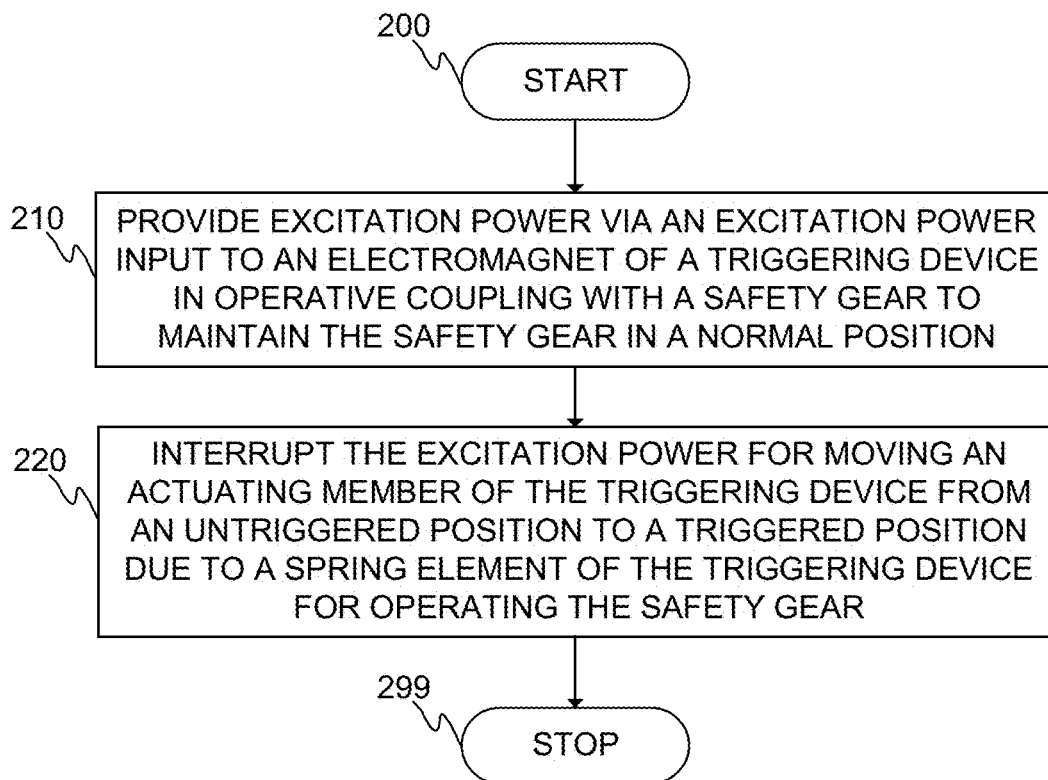 200
START
210
PROVIDE EXCITATION POWER VIA AN EXCITATION POWER
INPUT TO AN ELECTROMAGNET OF A TRIGGERING DEVICE
IN OPERATIVE COUPLING WITH A SAFETY GEAR TO
MAINTAIN THE SAFETY GEAR IN A NORMAL POSITION
220
INTERRUPT THE EXCITATION POWER FOR MOVING AN
ACTUATING MEMBER OF THE TRIGGERING DEVICE FROM
AN UNTRIGGERED POSITION TO A TRIGGERED POSITION
DUE TO A SPRING ELEMENT OF THE TRIGGERING DEVICE
FOR OPERATING THE SAFETY GEAR
299
STOP